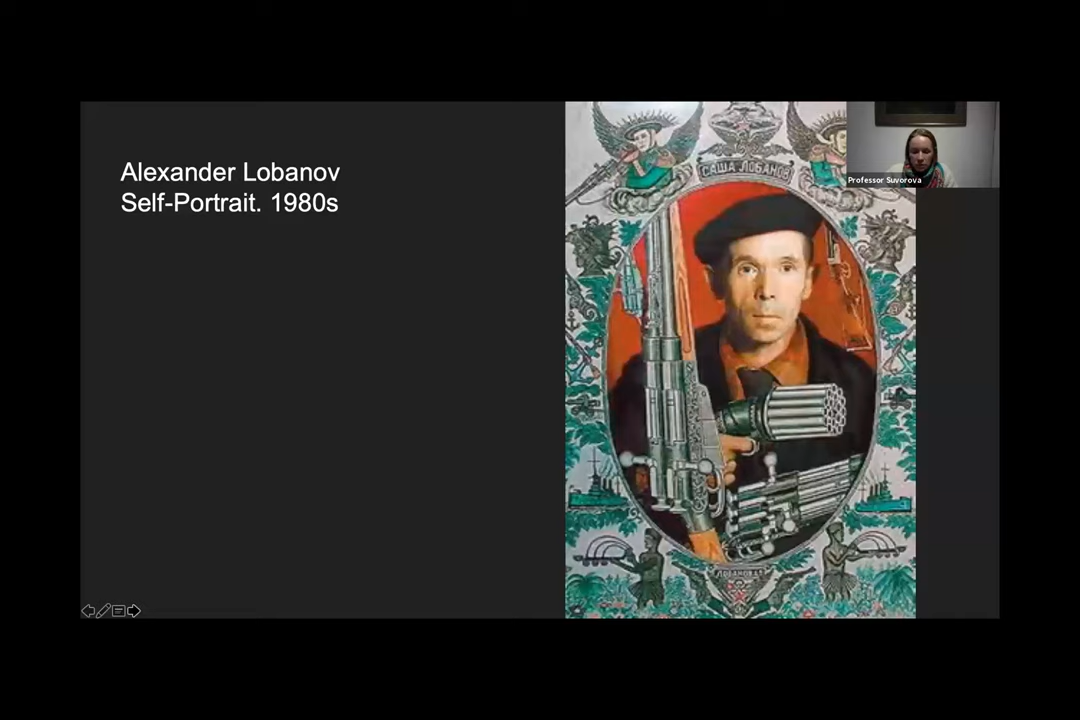 Alexander Lobanov
Self-Portrait. 1980s
САША ЛОБАНОВ
Professor Suvorova